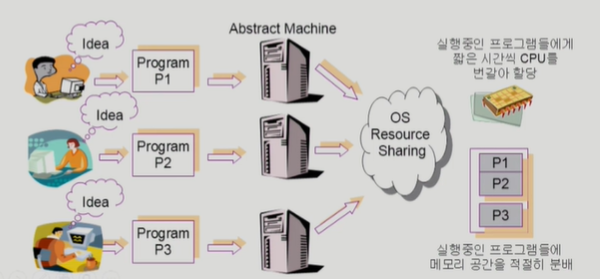 Abstract Machine
Idea
Program
P1
Idea
Program
P2
Idea
Program
P3
OS
Resource
Sharing
실행중인 프로그램들에게
짧은 시간씩 CPU를
번갈아 할당
P1
P2
P3
실행중인 프로그램들에
메모리 공간을 적절히 분배